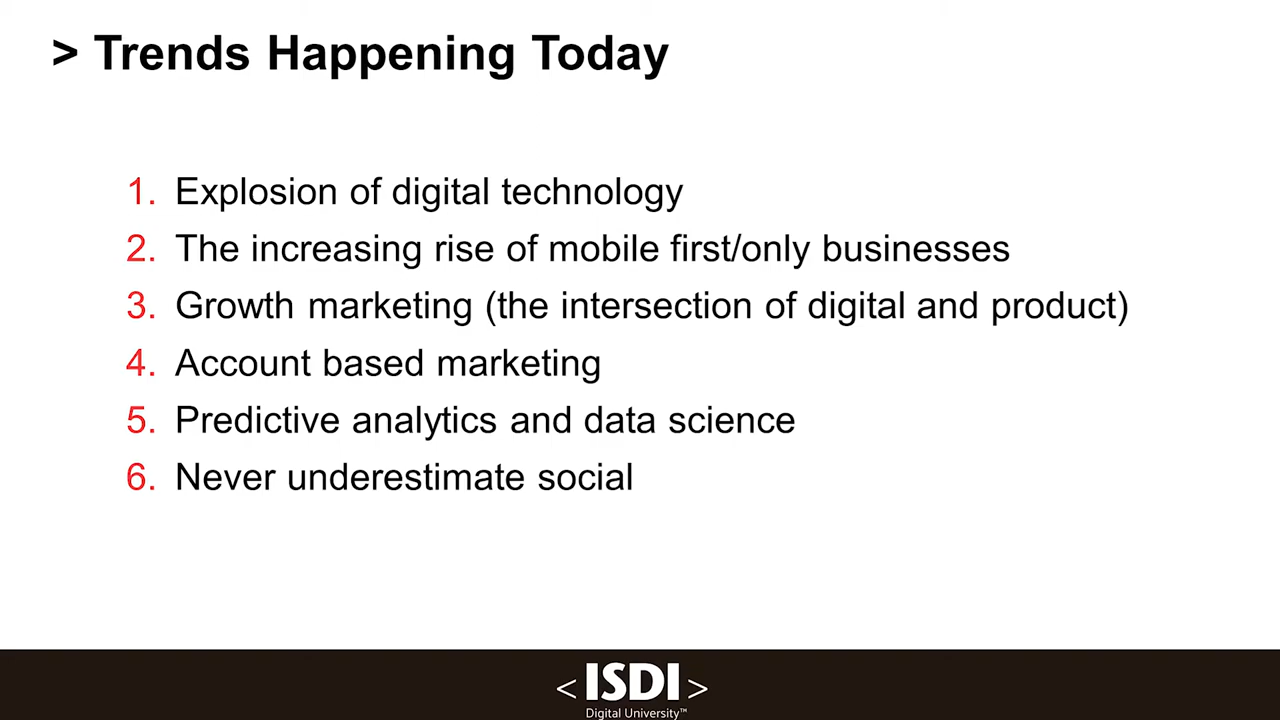 > Trends Happening Today
1. Explosion of digital technology
2. The increasing rise of mobile first/only businesses
3. Growth marketing (the intersection of digital and product)
4. Account based marketing
5. Predictive analytics and data science
6. Never underestimate social
<ISDI>
Digital University™